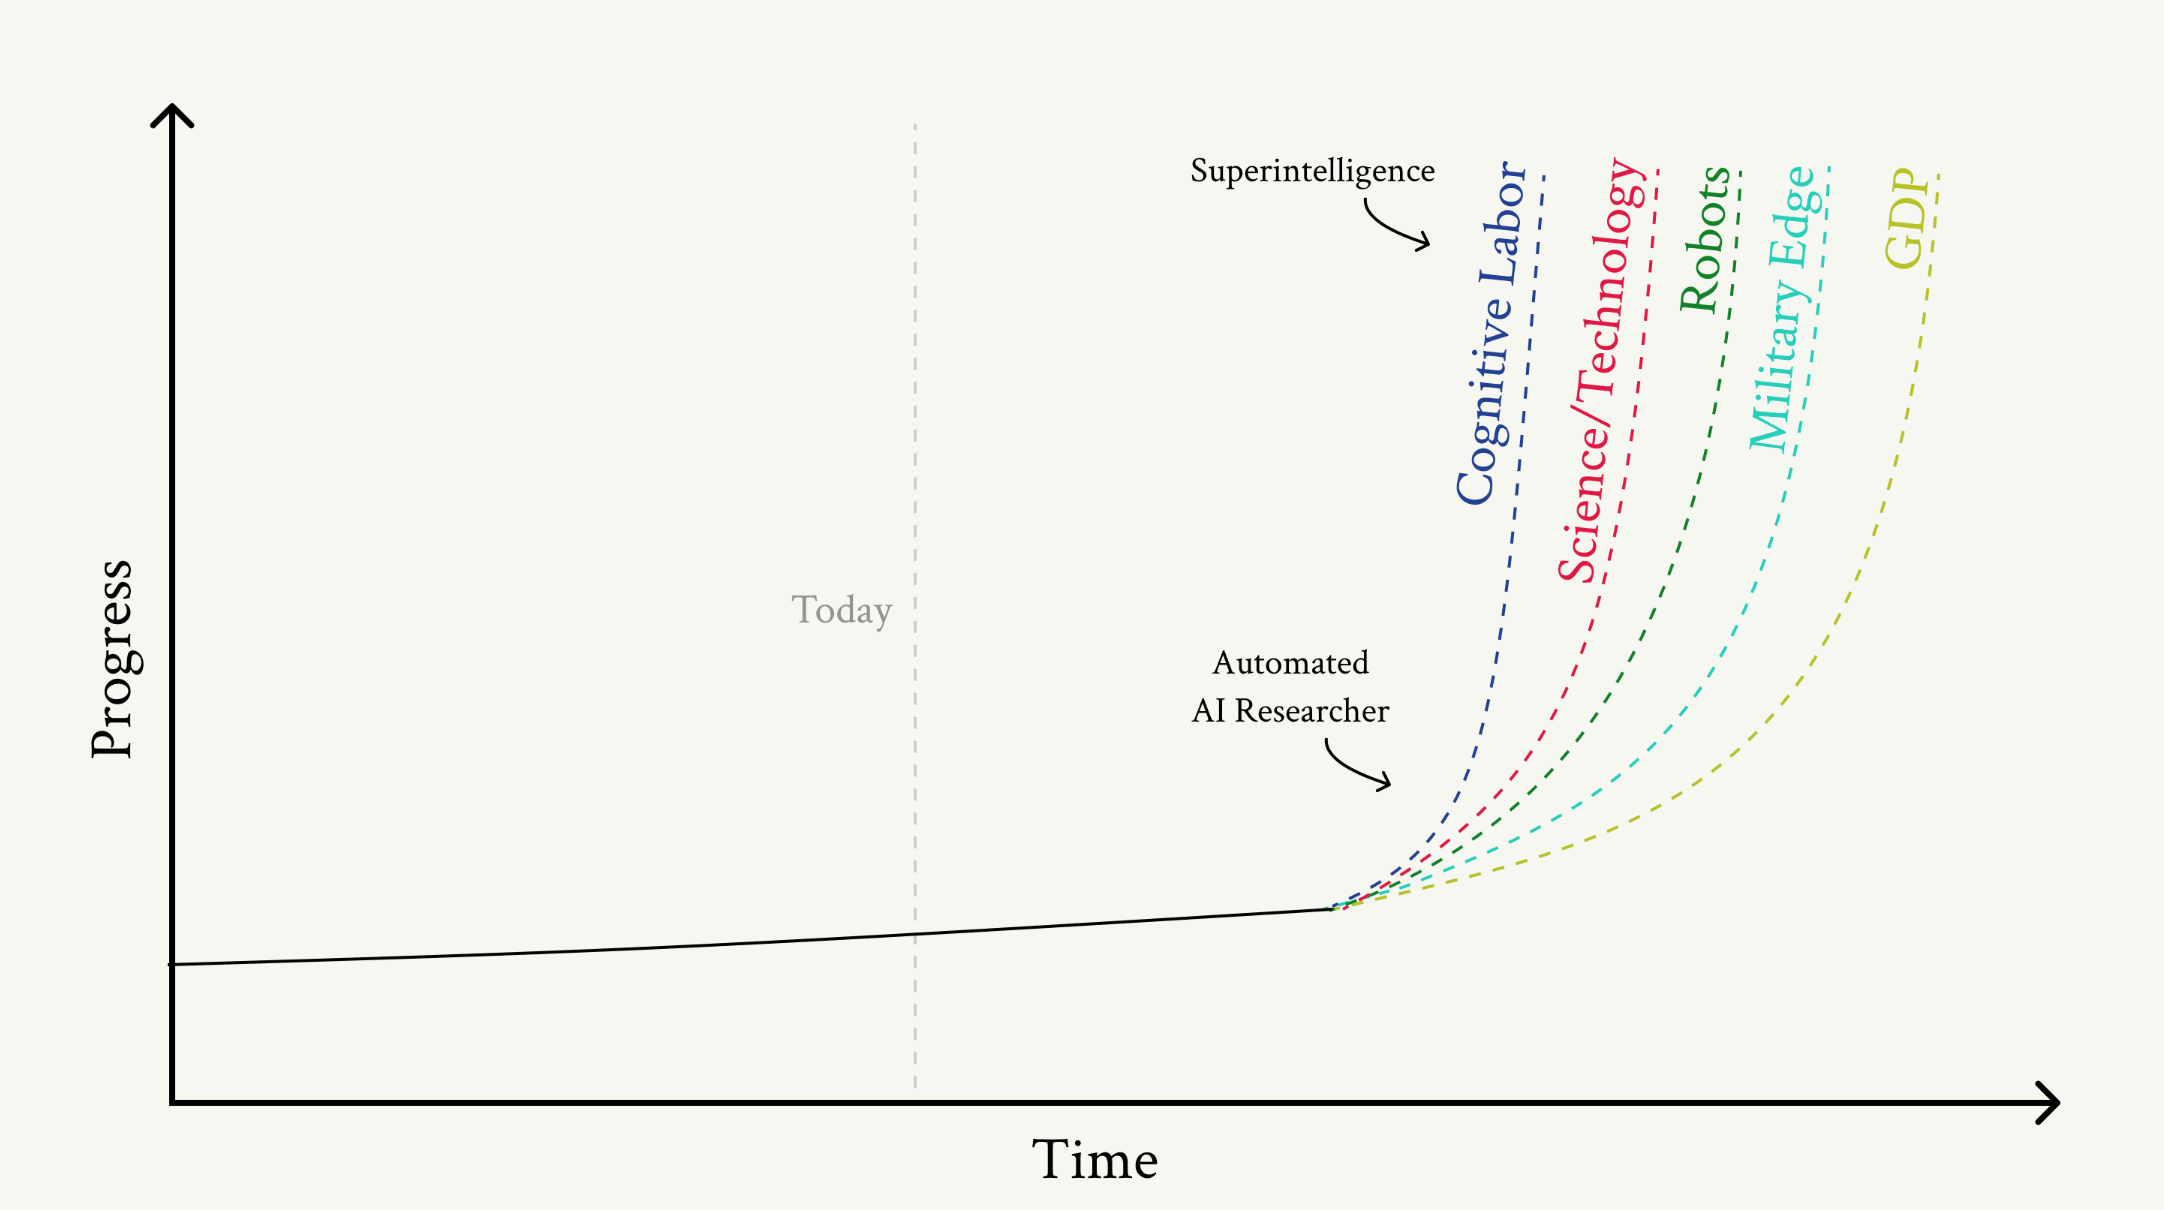 Superintelligence
Cognitive Labor
Science/Technology
Robots
Military Edge
GDP
Today
Automated
AI Researcher
Progress
Time